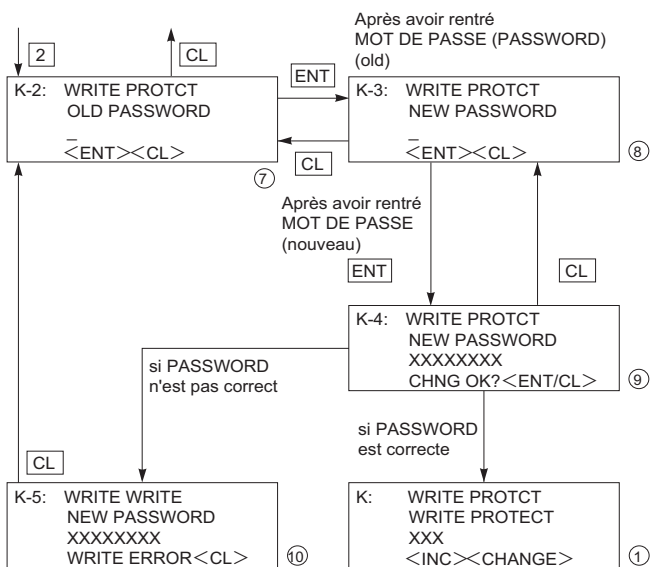 2
CL
Après avoir rentré
MOT DE PASSE (PASSWORD)
(old)
K-2: WRITE PROTCT
OLD PASSWORD
_
<ENT><CL>
7
ENT
CL
K-3: WRITE PROTCT
NEW PASSWORD
_
<ENT><CL>
8
Après avoir rentré
MOT DE PASSE
(nouveau)
ENT
CL
K-4: WRITE PROTCT
NEW PASSWORD
XXXXXXXX
CHNG OK?<ENT/CL>
9
si PASSWORD
n'est pas correct
si PASSWORD
est correcte
CL
K-5: WRITE WRITE
NEW PASSWORD
XXXXXXXX
WRITE ERROR<CL>
10
K: WRITE PROTCT
WRITE PROTECT
XXX
<INC><CHANGE>
1